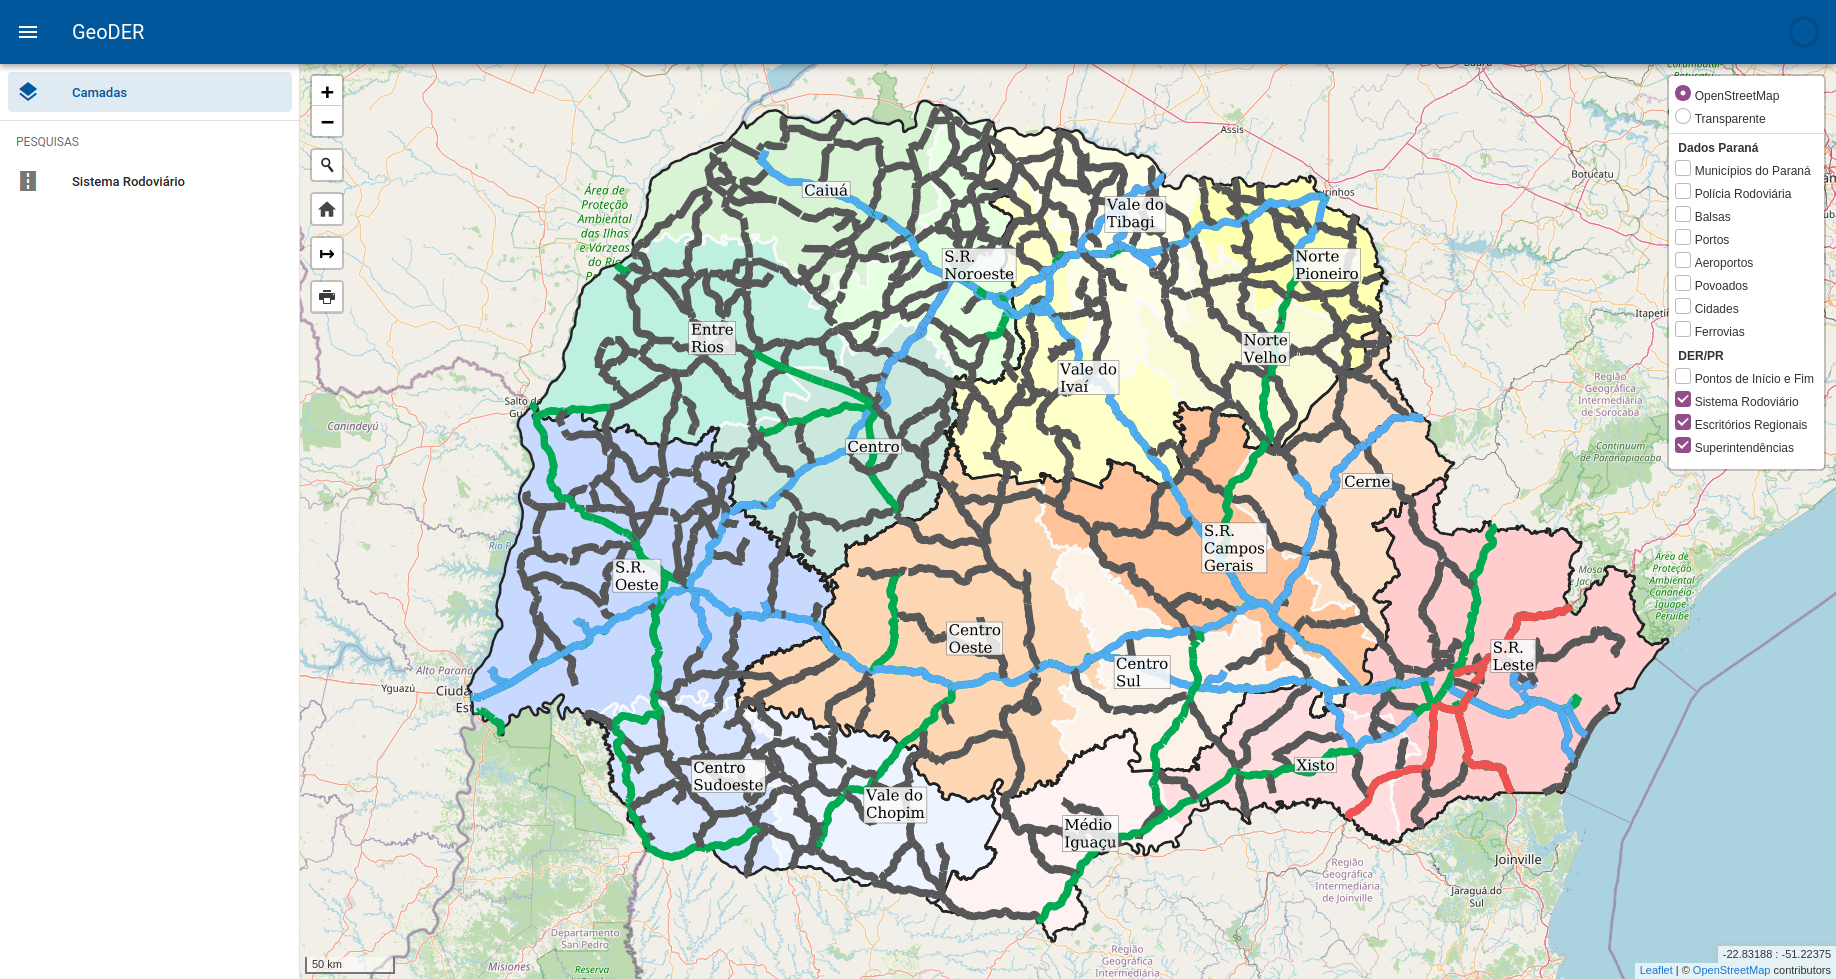 GeoDER
Camadas
PESQUISAS
Sistema Rodoviário
+
−
50 km
Área de
Proteção
Ambiental
das Ilhas
e Várzeas
do Rio
Assis
Botucatu
Canindeyú
Salto
Alto Paraná
Yguazú
Misiones
Departamento
San Pedro
Reserva
Região
Geográfica
Intermediária
de Sorocaba
Continuum
de Paranapiacaba
Área de
Proteção
Ambiental
Cananéia-
Iguape-
Peruíbe
Joinville
Jaraguá do
Sul
Região
Geográfica
Intermediária
de Joinville
Região
Geográfica
Intermediária
Caiuá
Vale do
Tibagi
S.R.
Noroeste
Norte
Pioneiro
Entre
Rios
Norte
Velho
Vale do
Ivaí
Centro
Cerne
S.R.
Campos
Gerais
S.R.
Oeste
Centro
Oeste
Centro
Sul
S.R.
Leste
Centro
Sudoeste
Xisto
Vale do
Chopim
Médio
Iguaçu
OpenStreetMap
Transparente
Dados Paraná
Municípios do Paraná
Polícia Rodoviária
Balsas
Portos
Aeroportos
Povoados
Cidades
Ferrovias
DER/PR
Pontos de Início e Fim
Sistema Rodoviário
Escritórios Regionais
Superintendências
-22.83188 : -51.22375
Leaflet | © OpenStreetMap contributors